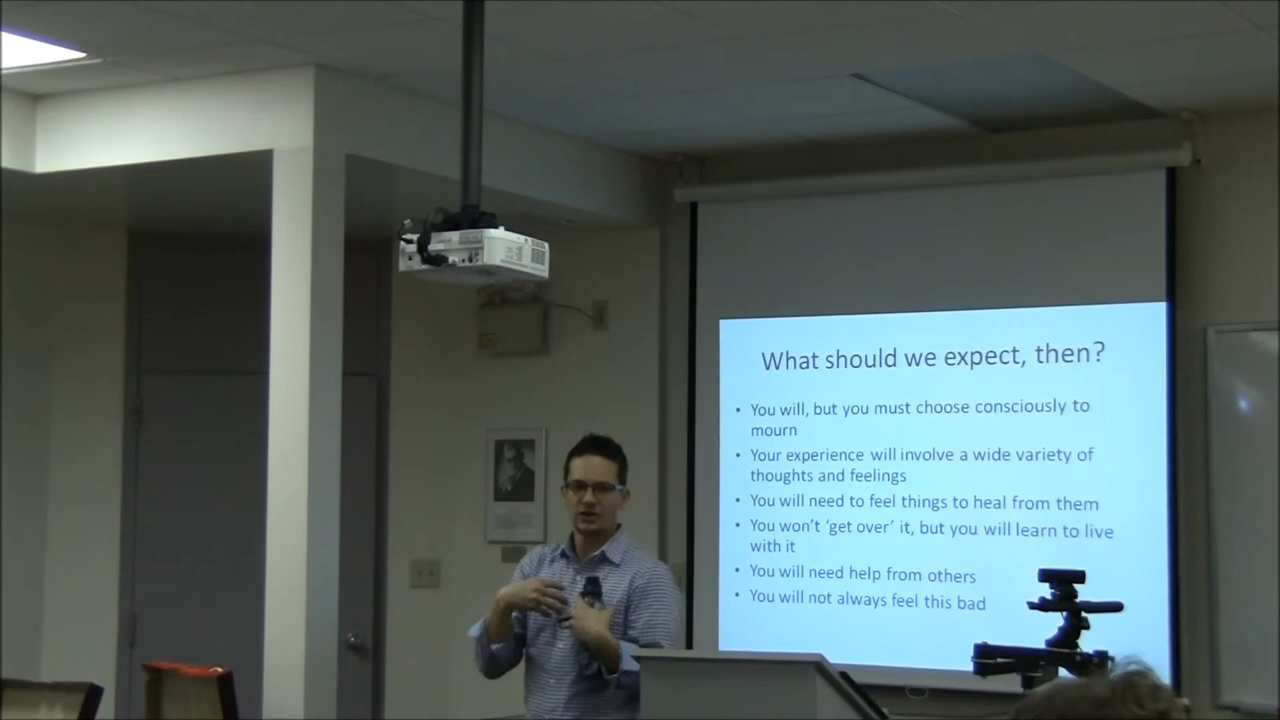 What should we expect, then?
• You will, but you must choose consciously to
mourn
• Your experience will involve a wide variety of
thoughts and feelings
• You will need to feel things to heal from them
• You won't 'get over' it, but you will learn to live
with it
• You will need help from others
• You will not always feel this bad